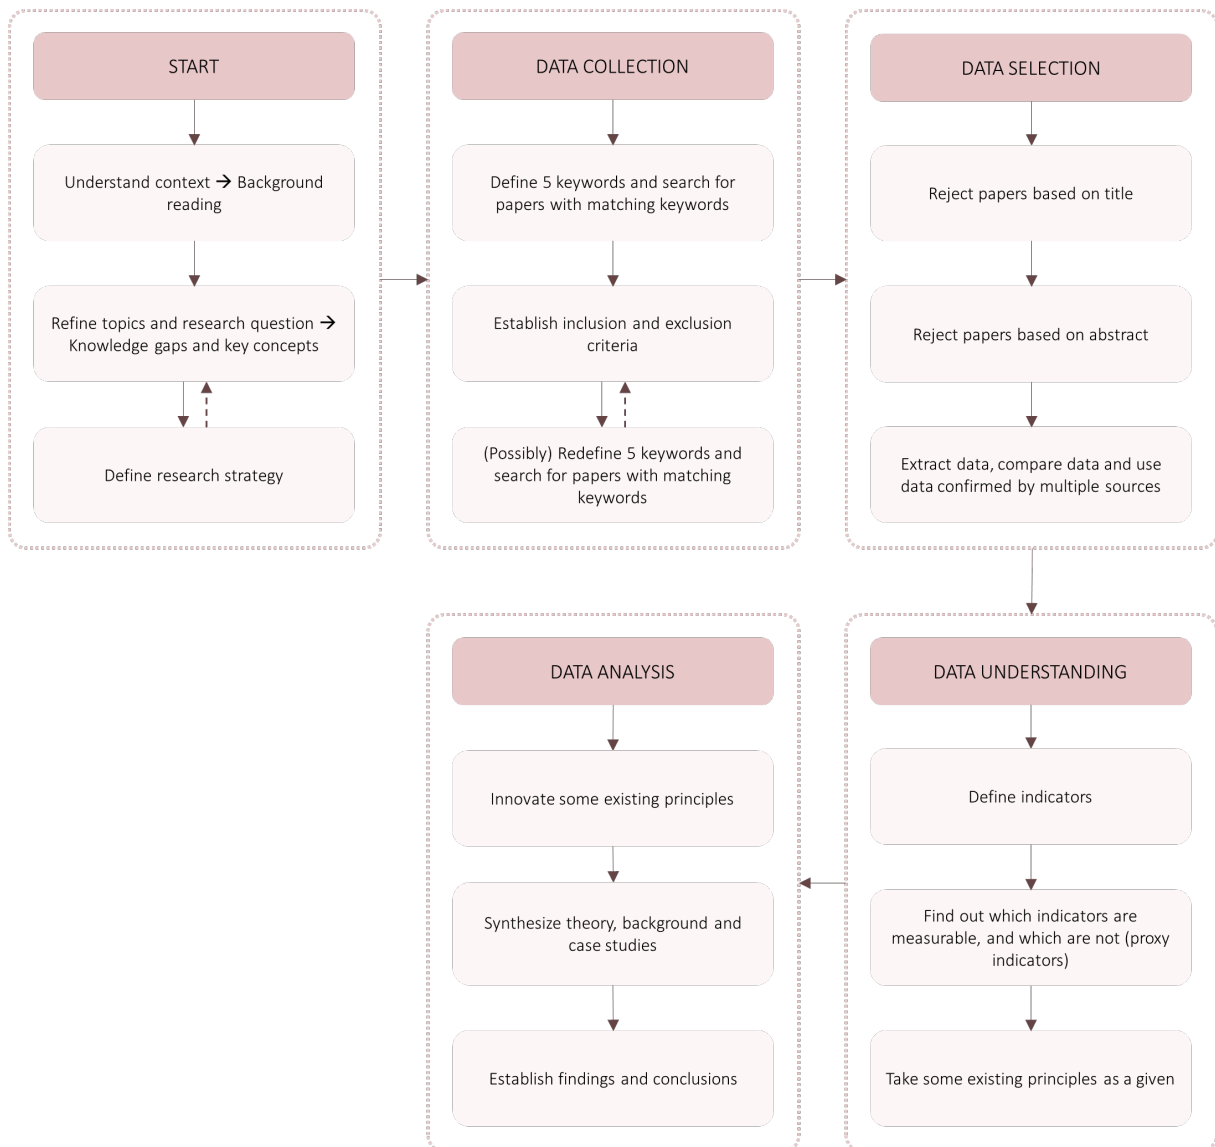 START
Understand context → Background
reading
Refine topics and research question →
Knowledge gaps and key concepts
Define research strategy
DATA COLLECTION
Define 5 keywords and search for
papers with matching keywords
Establish inclusion and exclusion
criteria
(Possibly) Redefine 5 keywords and
search for papers with matching
keywords
DATA SELECTION
Reject papers based on title
Reject papers based on abstract
Extract data, compare data and use
data confirmed by multiple sources
DATA UNDERSTANDING
Define indicators
Find out which indicators are
measurable, and which are not (proxy
indicators)
Take some existing principles as a given
DATA ANALYSIS
Innovate some existing principles
Synthesize theory, background and
case studies
Establish findings and conclusions